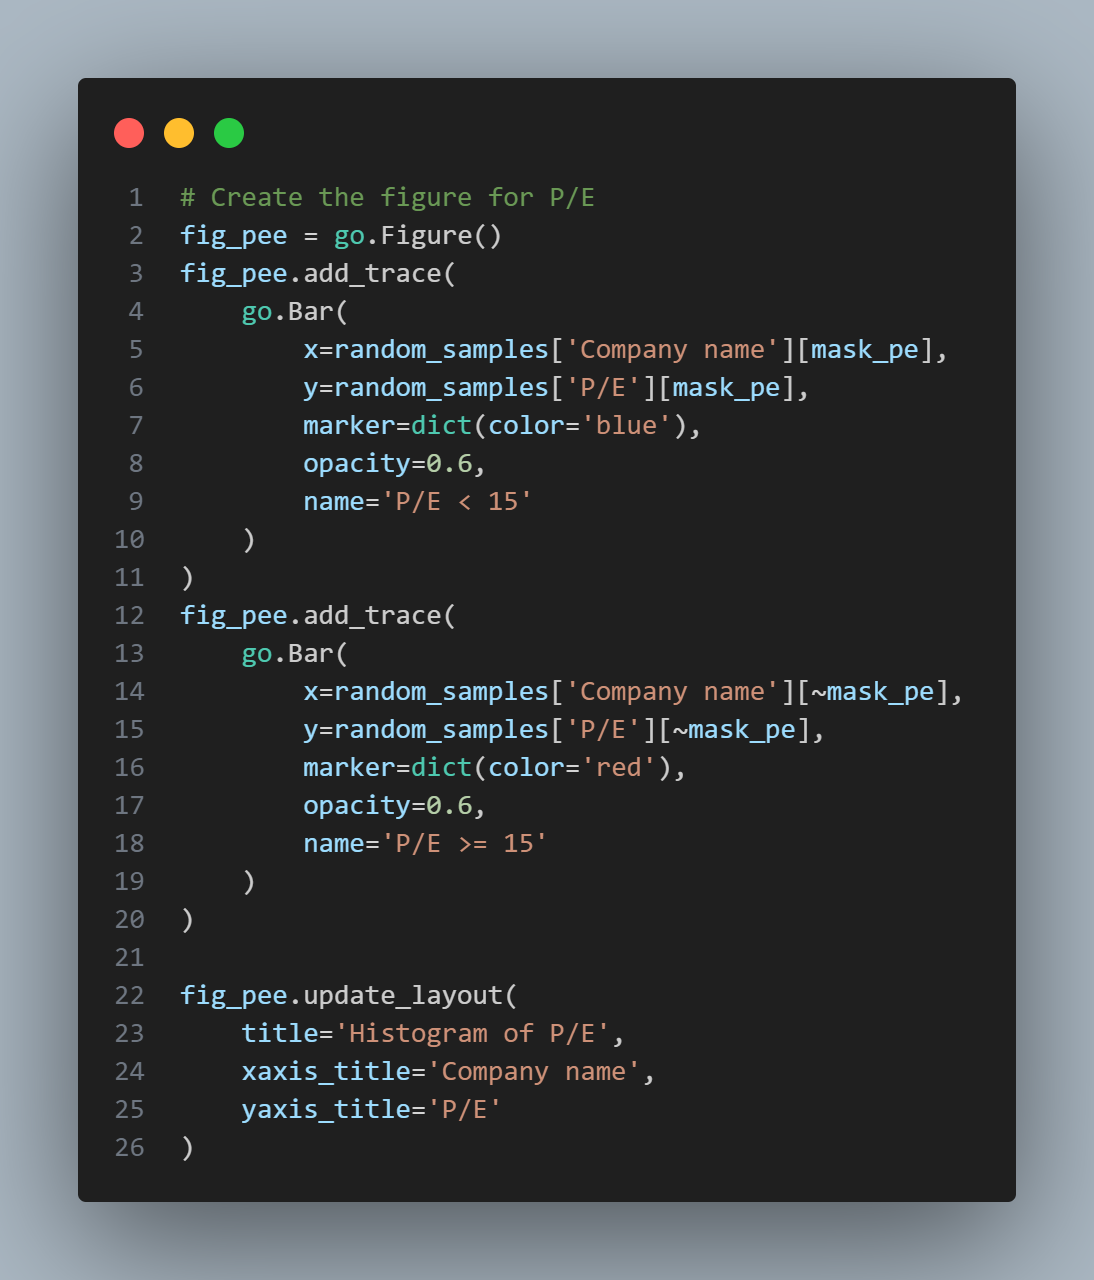 1 # Create the figure for P/E
2 fig_pee = go.Figure()
3 fig_pee.add_trace(
4     go.Bar(
5         x=random_samples['Company name'][mask_pe],
6         y=random_samples['P/E'][mask_pe],
7         marker=dict(color='blue'),
8         opacity=0.6,
9         name='P/E < 15'
10     )
11 )
12 fig_pee.add_trace(
13     go.Bar(
14         x=random_samples['Company name'][~mask_pe],
15         y=random_samples['P/E'][~mask_pe],
16         marker=dict(color='red'),
17         opacity=0.6,
18         name='P/E >= 15'
19     )
20 )
21
22 fig_pee.update_layout(
23     title='Histogram of P/E',
24     xaxis_title='Company name',
25     yaxis_title='P/E'
26 )